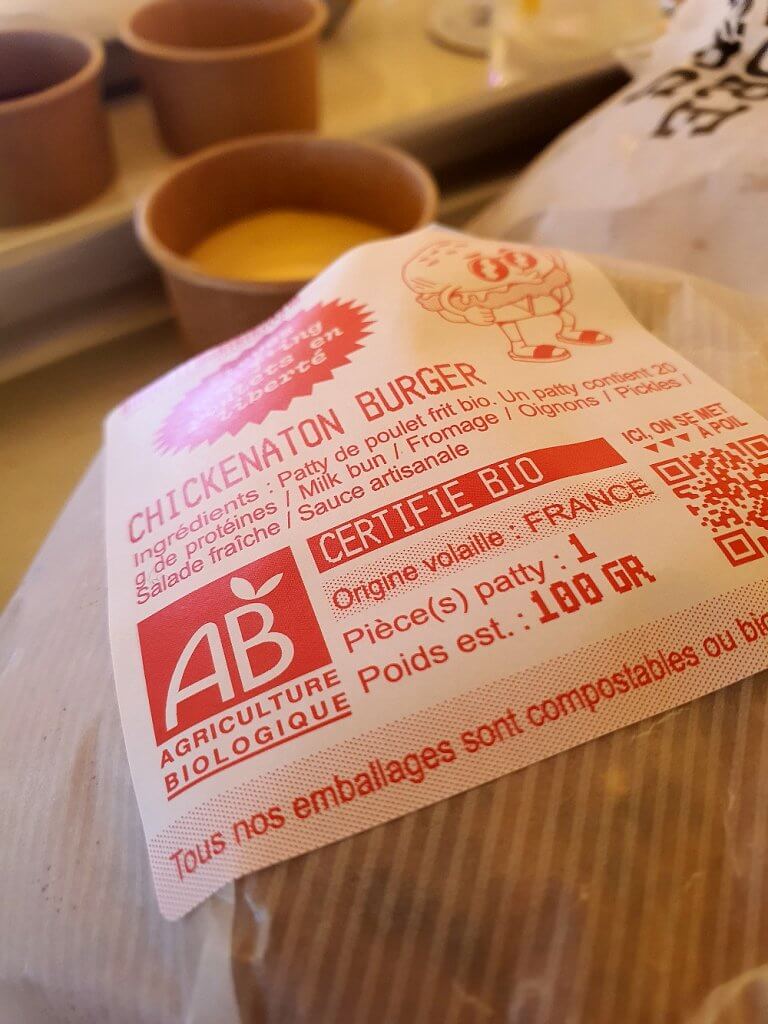 liberté
CHICKENATON BURGER
Ingrédients : Patty de poulet frit bio. Un patty contient 20
g de protéines / Milk bun / Fromage / Oignons / Pickles /
Salade fraîche / Sauce artisanale
ICI, ON SE MET
À POIL
CERTIFIE BIO
Origine volaille : FRANCE
Pièce(s) patty : 1
Poids est. : 100 GR
AB
AGRICULTURE
BIOLOGIQUE
Tous nos emballages sont compostables ou